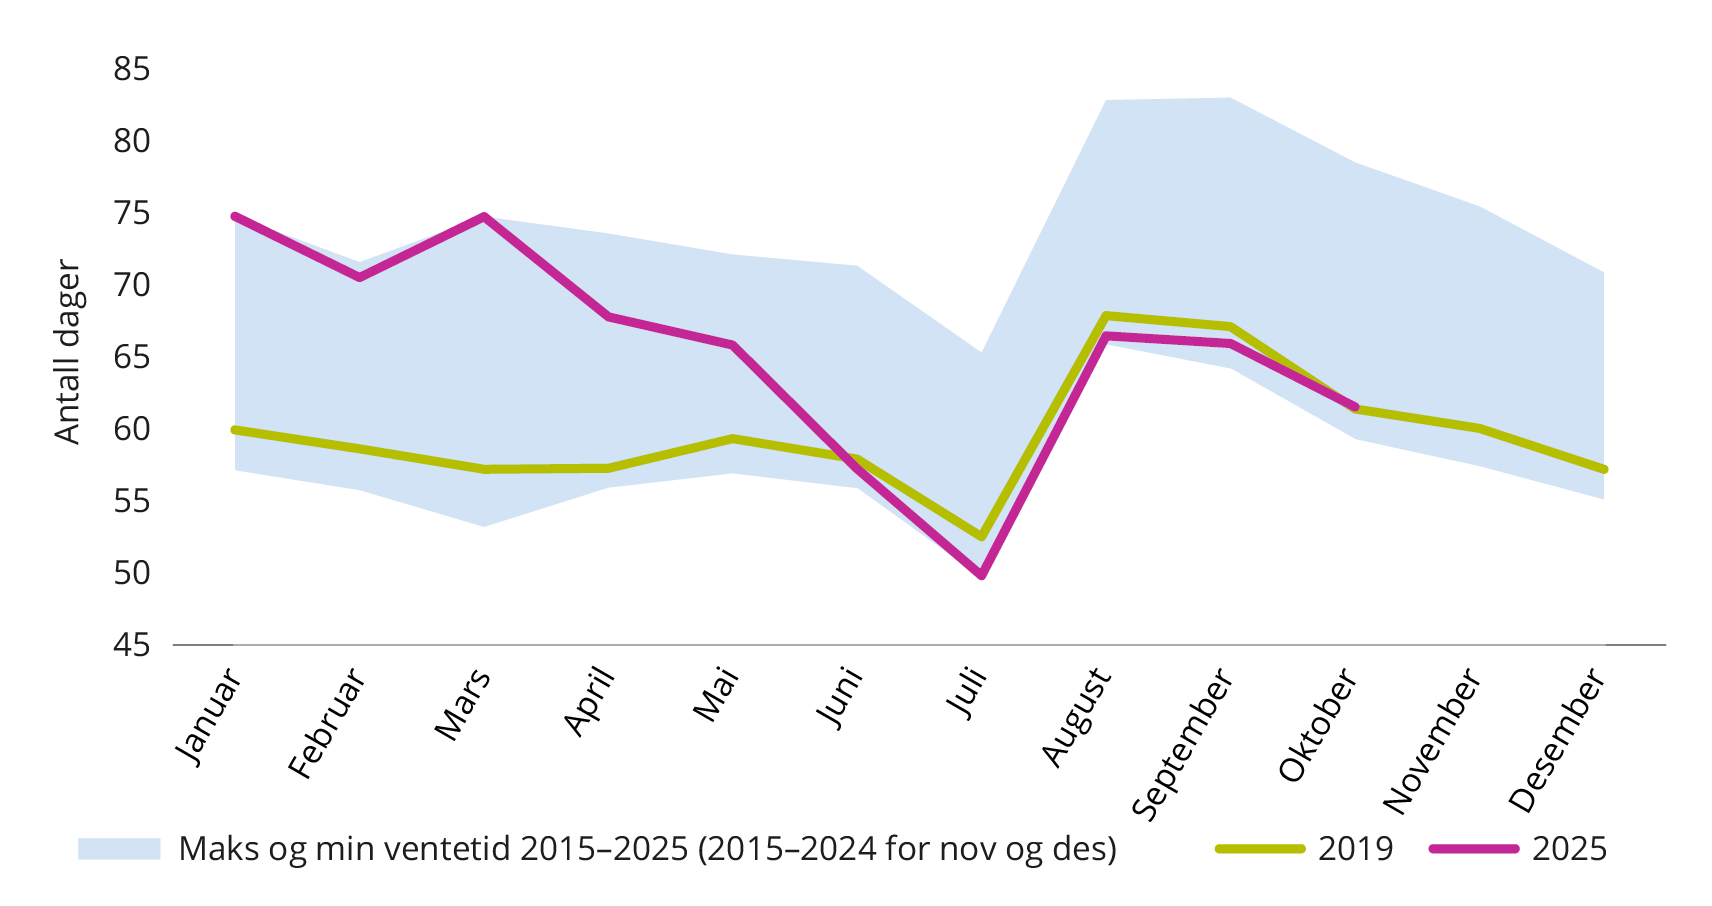 85
80
75
70
65
60
55
50
45
Antall dager
Januar
Februar
Mars
April
Mai
Juni
Juli
August
September
Oktober
November
Desember
Maks og min ventetid 2015–2025 (2015–2024 for nov og des)
2019
2025